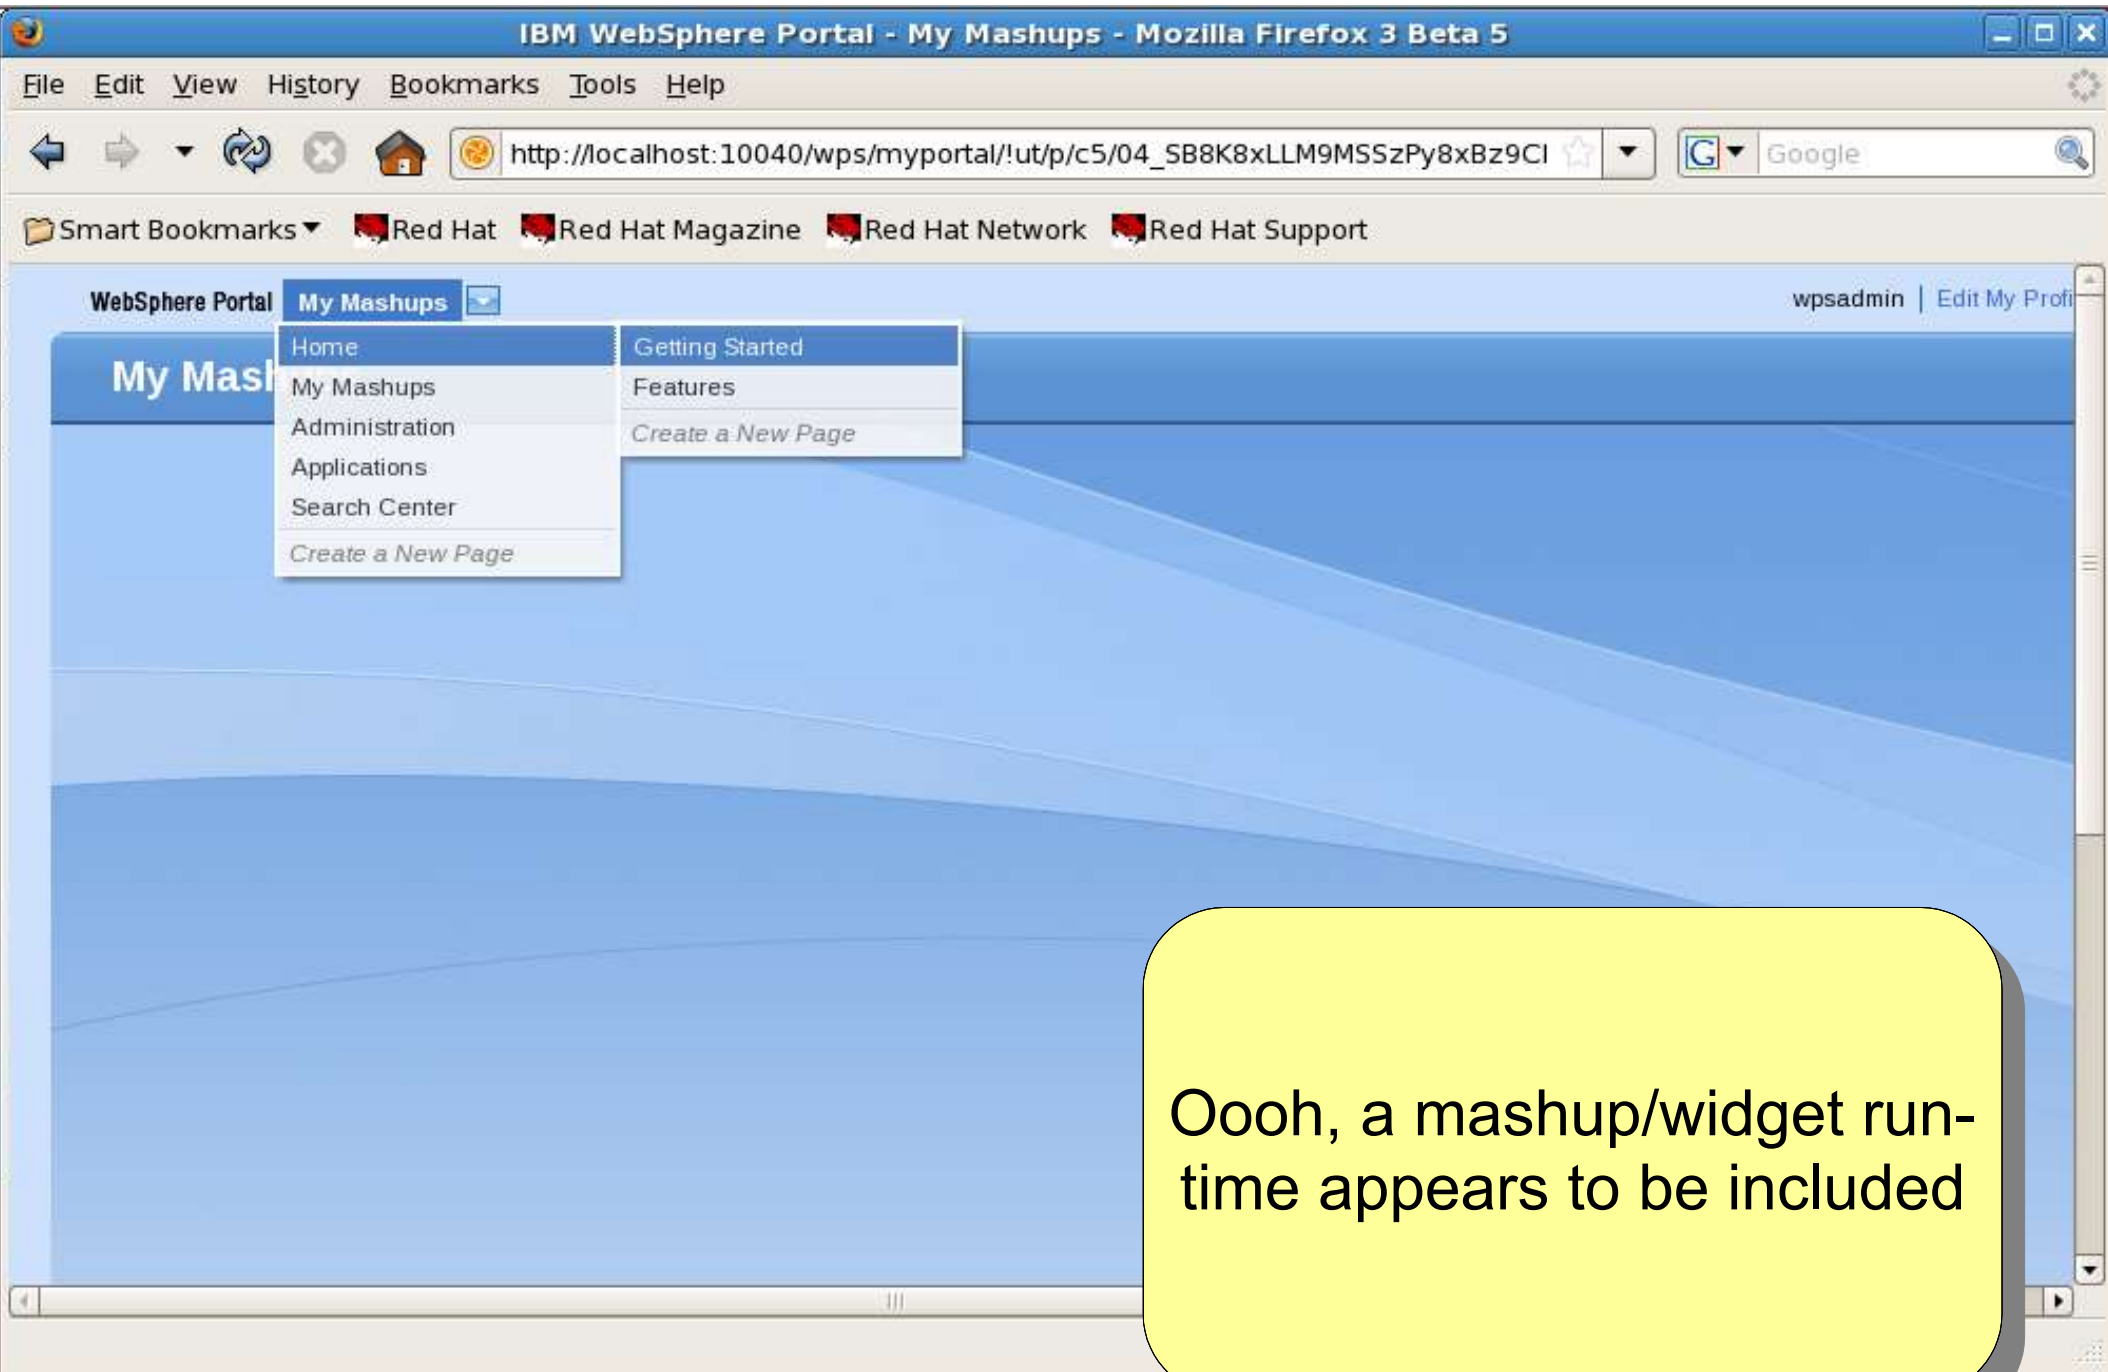 IBM WebSphere Portal - My Mashups - Mozilla Firefox 3 Beta 5
File Edit View History Bookmarks Tools Help
http://localhost:10040/wps/myportal/!ut/p/c5/04_SB8K8xLLM9MSSzPy8xBz9CI
G Google
Smart Bookmarks Red Hat Red Hat Magazine Red Hat Network Red Hat Support
WebSphere Portal My Mashups wpsadmin | Edit My Profi
My Mash
Home
My Mashups
Administration
Applications
Search Center
Create a New Page
Getting Started
Features
Create a New Page
Oooh, a mashup/widget run-
time appears to be included